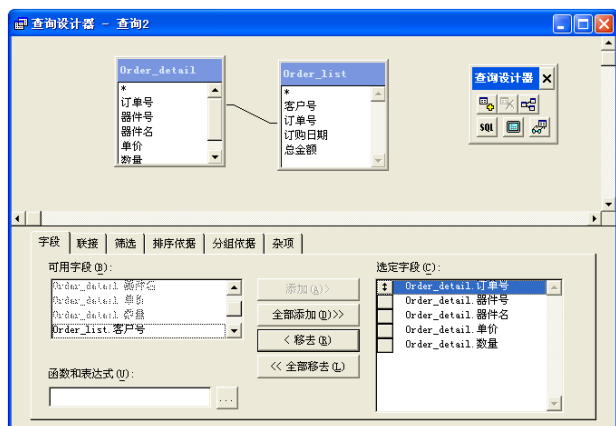 查询设计器 - 查询2
Order_detail
*
订单号
器件号
器件名
单价
数量
Order_list
*
客户号
订单号
订购日期
总金额
查询设计器
SQL
字段
联接
筛选
排序依据
分组依据
杂项
可用字段(B):
Order_detail.器件名
Order_detail.单价
Order_detail.数量
Order_list.客户号
函数和表达式(U):
...
添加(A)>
全部添加(D)>>
< 移去(R)
<< 全部移去(L)
选定字段(C):
Order_detail.订单号
Order_detail.器件号
Order_detail.器件名
Order_detail.单价
Order_detail.数量